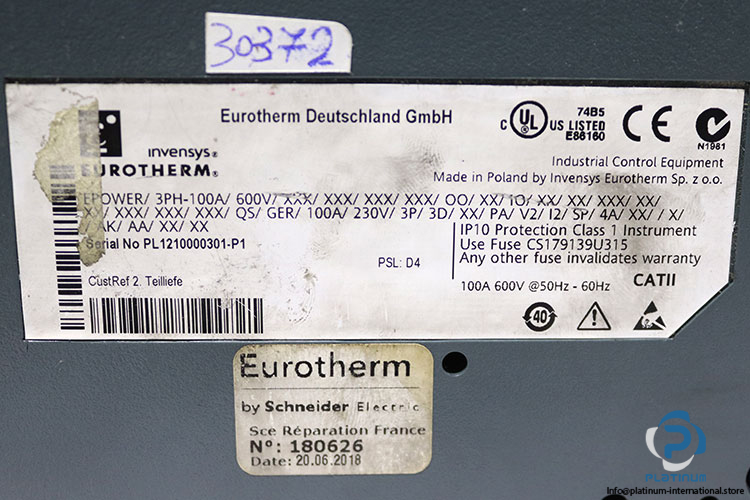 30372
Eurotherm Deutschland GmbH
invensys
EUROTHERM
C UL US LISTED
74B5
E86160
CE
N1981
Industrial Control Equipment
Made in Poland by Invensys Eurotherm Sp. z o.o.
EPOWER/ 3PH-100A/ 600V/ XXX/ XXX/ XXX/ XXX/ OO/ XX/ IO/ XX/ XX/ XXX/ XX/
XX/ XXX/ XXX/ XXX/ QS/ GER/ 100A/ 230V/ 3P/ 3D/ XX/ PA/ V2/ I2/ SP/ 4A/ XX/ X/
AK/ AA/ XX/ XX
Serial No PL1210000301-P1
IP10 Protection Class 1 Instrument
Use Fuse CS179139U315
Any other fuse invalidates warranty
PSL: D4
CustRef 2. Teilliefe
100A 600V @50Hz - 60Hz
CATII
40
Eurotherm
by Schneider Electric
Sce Réparation France
N°: 180626
Date: 20.06.2018
PLATINUM
Info@platinum-international.store